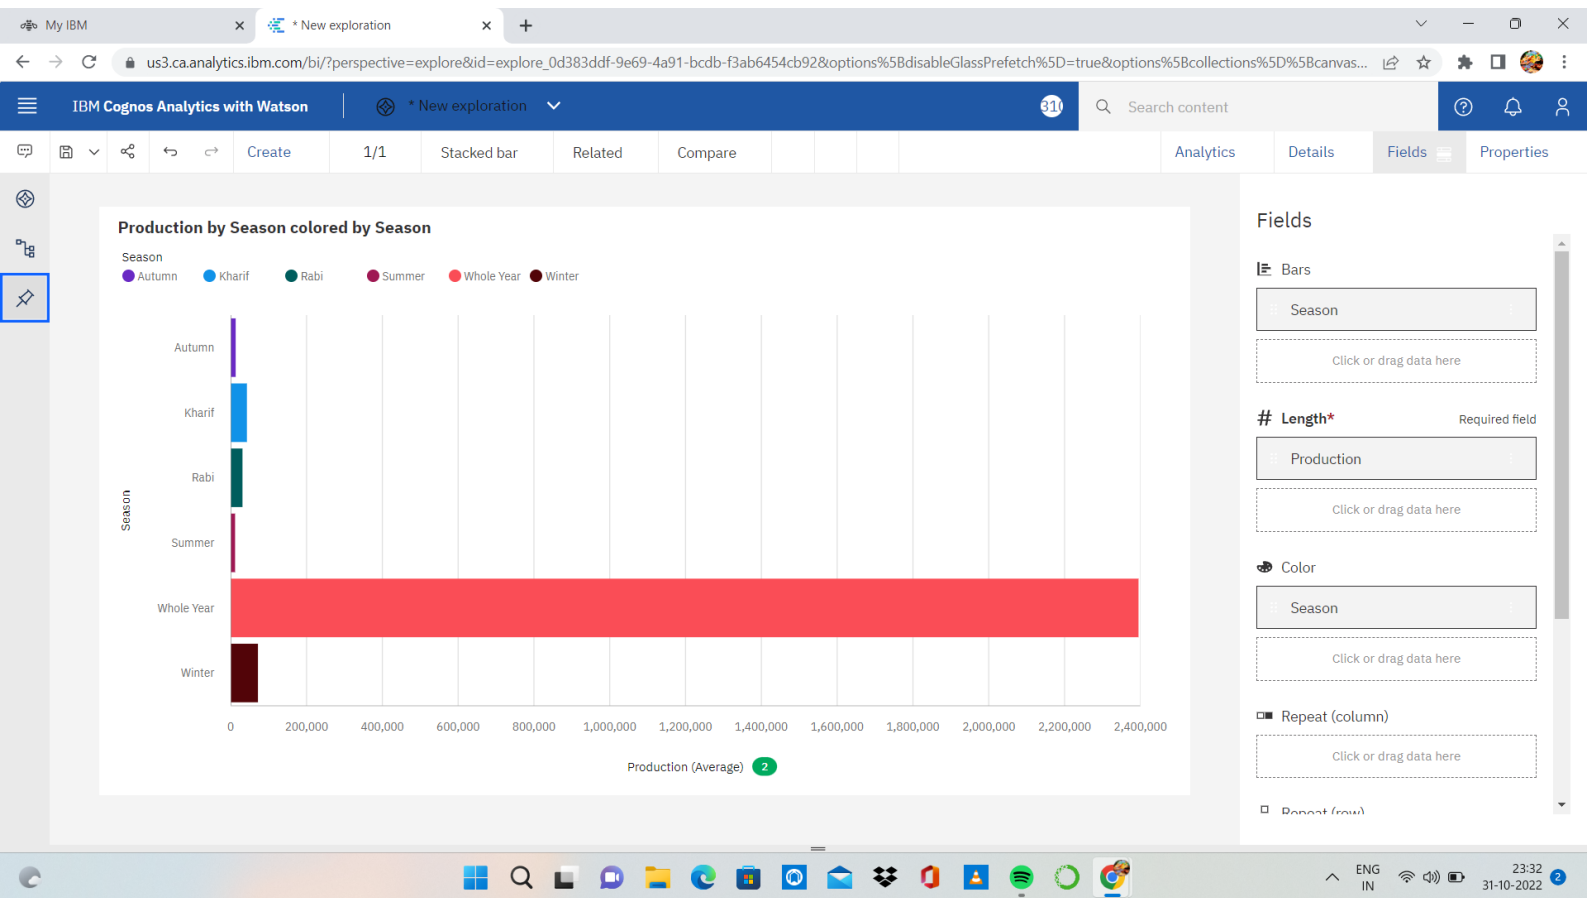 My IBM
* New exploration
us3.ca.analytics.ibm.com/bi/?perspective=explore&id=explore_0d383ddf-9e69-4a91-bcdb-f3ab6454cb92&options%5BdisableGlassPrefetch%5D=true&options%5Bcollections%5D%5Bcanvas...
IBM Cognos Analytics with Watson
* New exploration
310
Search content
Create
1/1
Stacked bar
Related
Compare
Analytics
Details
Fields
Properties
Production by Season colored by Season
Season
Autumn Kharif Rabi Summer Whole Year Winter
Autumn
Kharif
Rabi
Summer
Whole Year
Winter
Season
0 200,000 400,000 600,000 800,000 1,000,000 1,200,000 1,400,000 1,600,000 1,800,000 2,000,000 2,200,000 2,400,000
Production (Average) 2
Fields
Bars
Season
Click or drag data here
Length* Required field
Production
Click or drag data here
Color
Season
Click or drag data here
Repeat (column)
Click or drag data here
Repeat (row)
ENG
IN
23:32
31-10-2022
2